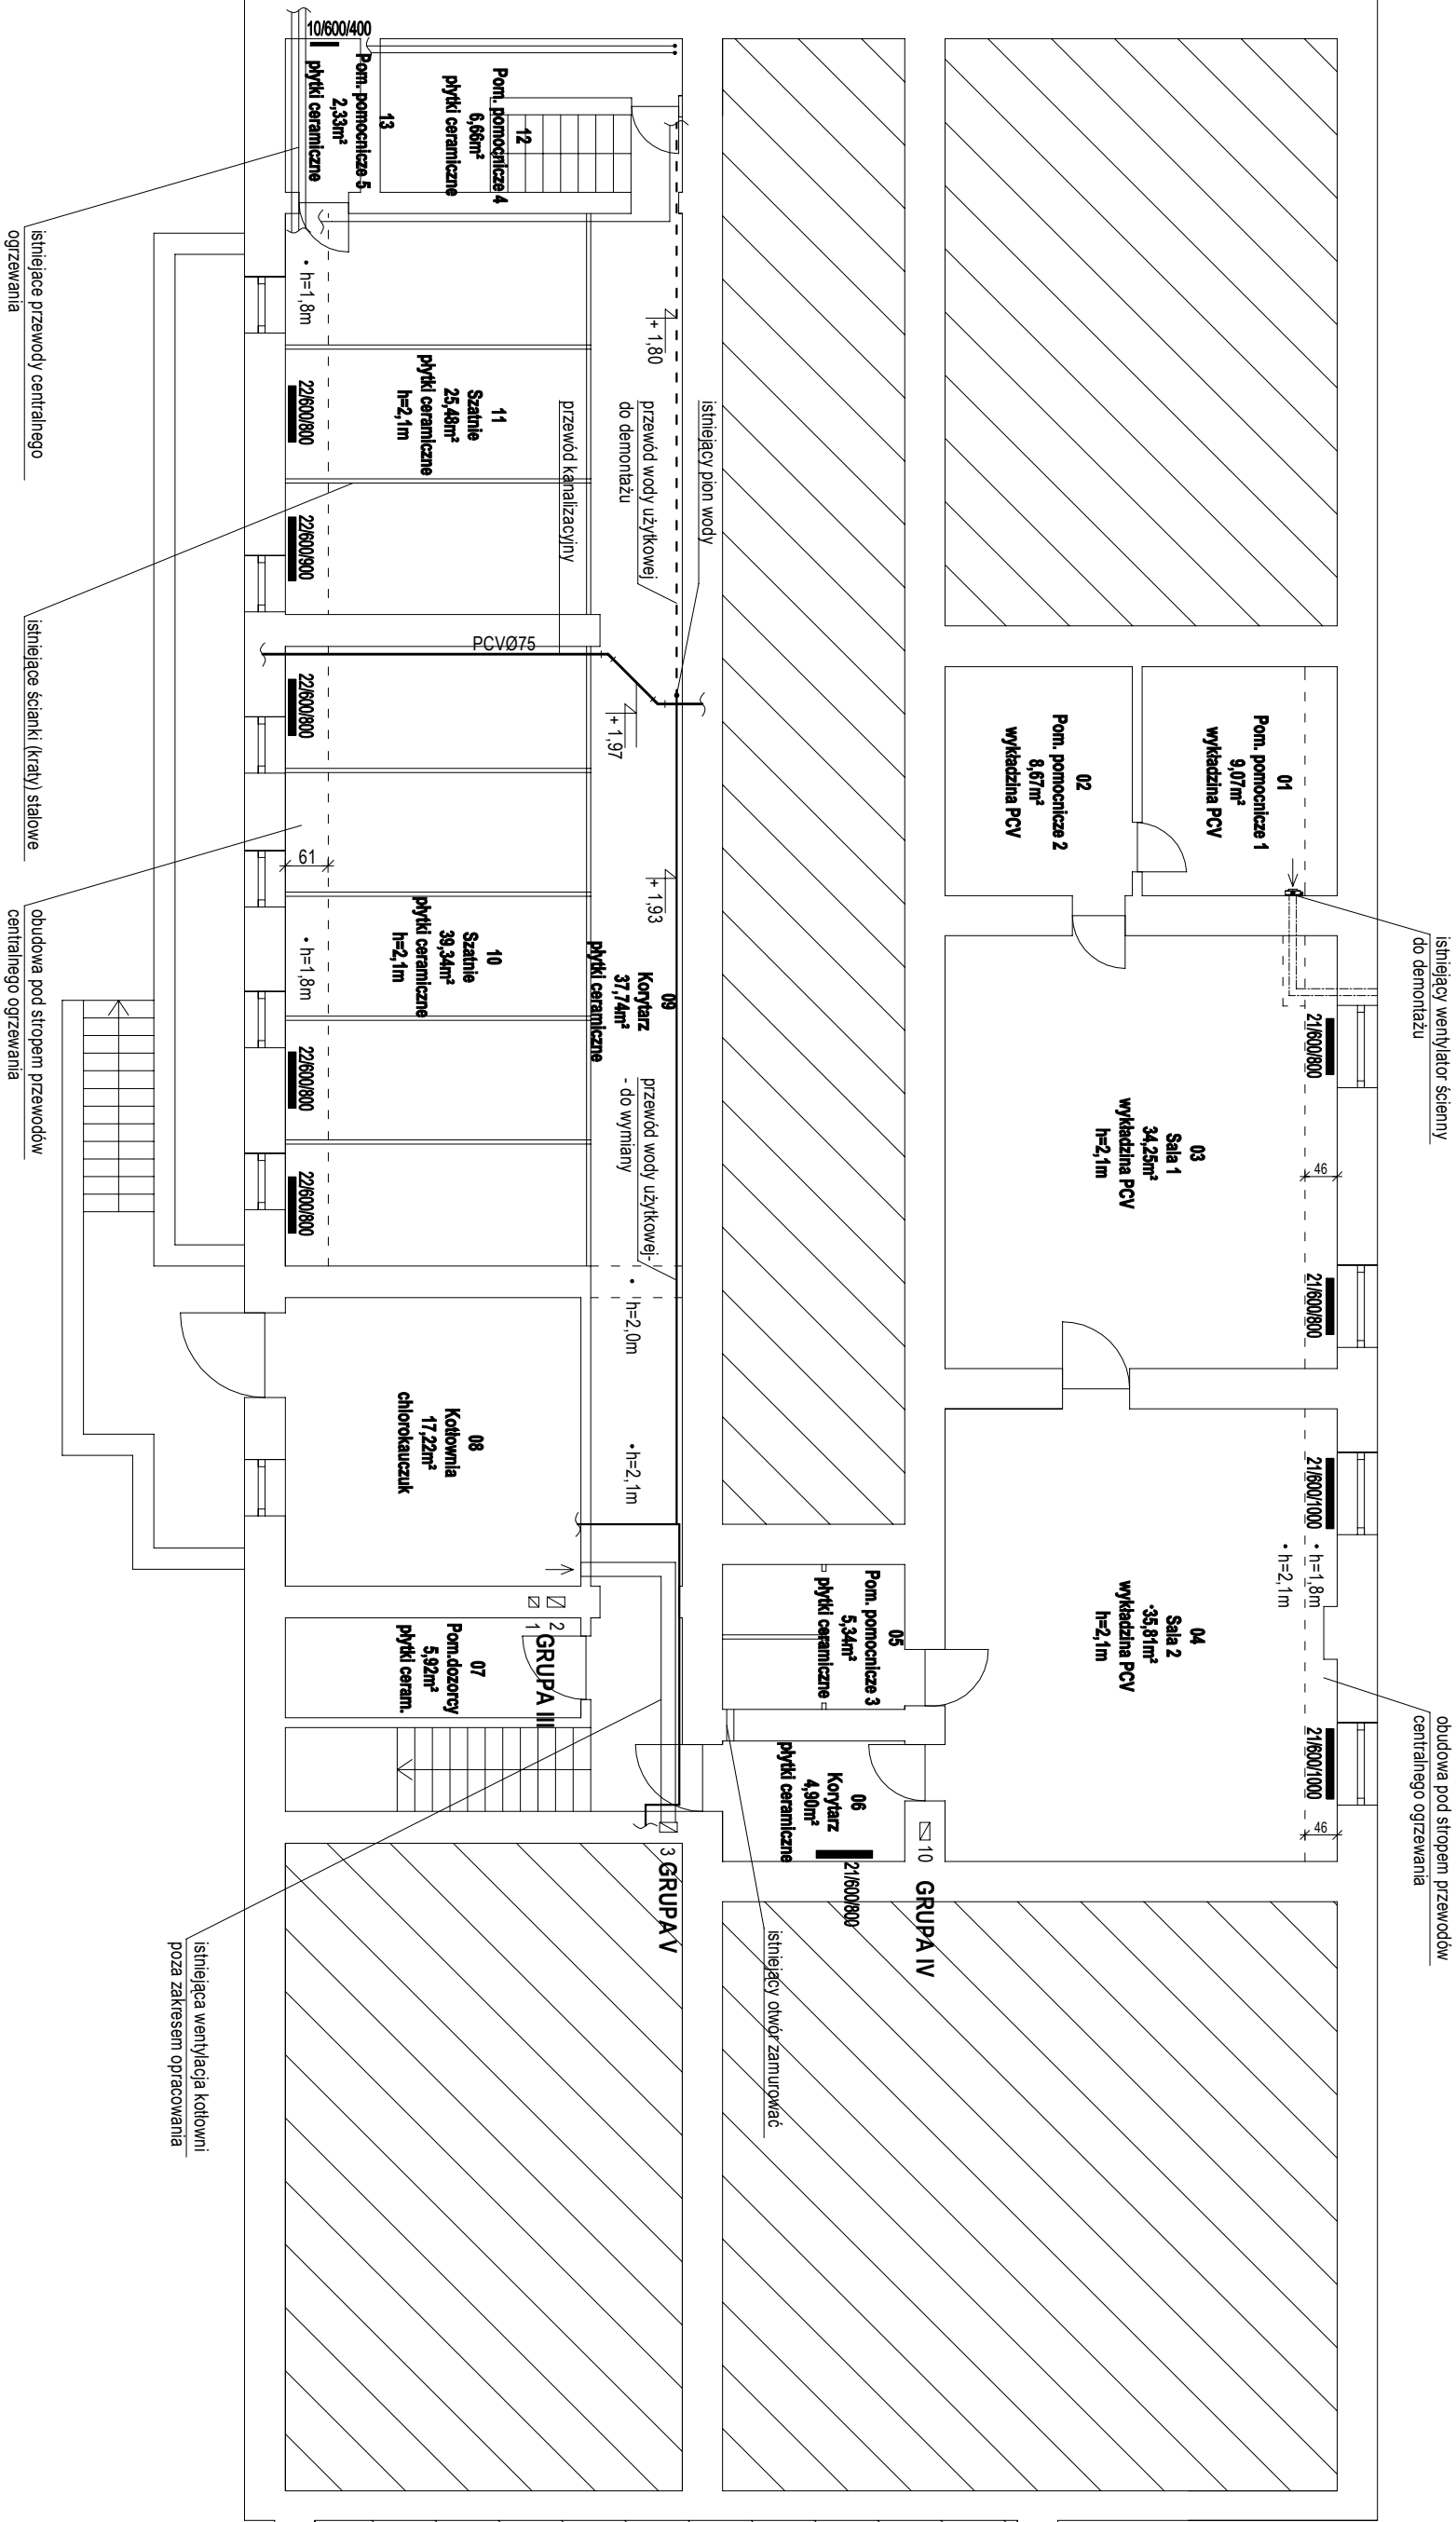 istniejący wentylator ścienny
do demontażu
obudowa pod stropem przewodów
centralnego ogrzewania
01
Pom. pomocnicze 1
9,07m²
wykładzina PCV
02
Pom. pomocnicze 2
8,67m²
wykładzina PCV
21/600/800
46
21/600/800
03
Sala 1
34,25m²
wykładzina PCV
h=2,1m
21/600/1000
h=1,8m
h=2,1m
21/600/1000
46
04
Sala 2
35,81m²
wykładzina PCV
h=2,1m
10
GRUPA IV
05
Pom. pomocnicze 3
5,34m²
płytki ceramiczne
06
Korytarz
4,90m²
płytki ceramiczne
21/600/800
istniejący otwór zamurować
istniejący pion wody
przewód wody użytkowej
do demontażu
przewód kanalizacyjny
+ 1,80
+ 1,97
+ 1,93
PCVØ75
09
Korytarz
37,74m²
płytki ceramiczne
przewód wody użytkowej-
- do wymiany
h=2,0m
h=2,1m
3
GRUPA V
2
1
GRUPA III
12
Pom. pomocnicze 4
6,66m²
płytki ceramiczne
13
Pom. pomocnicze 5
2,33m²
płytki ceramiczne
10/600/400
h=1,8m
11
Szatnie
25,48m²
płytki ceramiczne
h=2,1m
22/600/800
22/600/900
22/600/800
61
10
Szatnie
39,34m²
płytki ceramiczne
h=2,1m
h=1,8m
22/600/800
22/600/800
08
Kotłownia
17,22m²
chlorokauczuk
07
Pom.dozorcy
5,92m²
płytki ceram.
istniejace przewody centralnego
ogrzewania
istniejące ścianki (kraty) stalowe
obudowa pod stropem przewodów
centralnego ogrzewania
istniejąca wentylacja kotłowni
poza zakresem opracowania